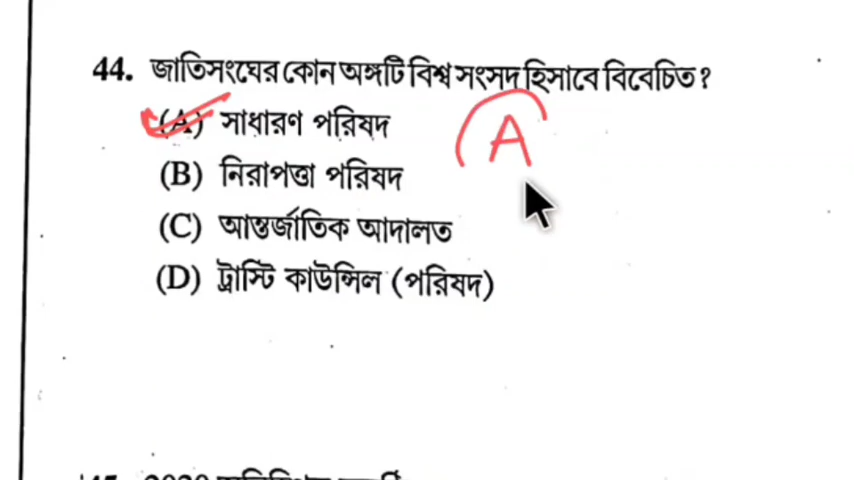 44. জাতিসংঘের কোন অঙ্গটি বিশ্ব সংসদ হিসাবে বিবেচিত?
(A) সাধারণ পরিষদ
A
(B) নিরাপত্তা পরিষদ
(C) আন্তর্জাতিক আদালত
(D) ট্রাস্টি কাউন্সিল (পরিষদ)